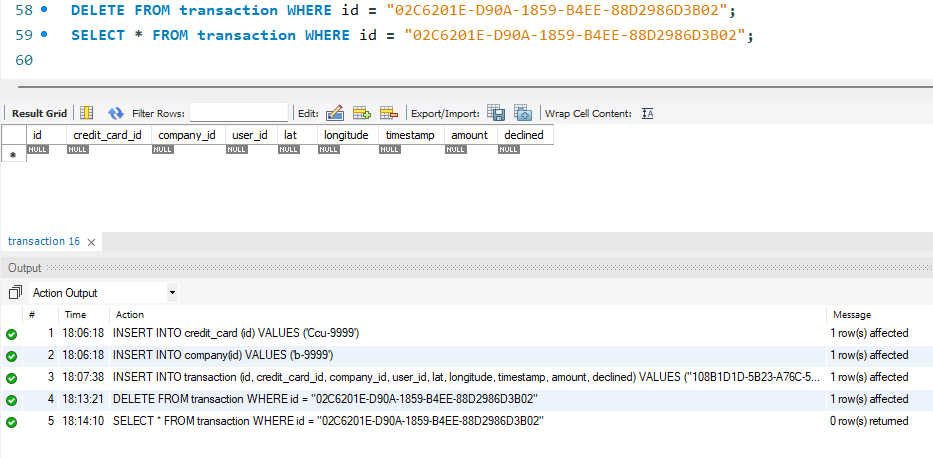 58 DELETE FROM transaction WHERE id = "02C6201E-D90A-1859-B4EE-88D2986D3B02";
59 SELECT * FROM transaction WHERE id = "02C6201E-D90A-1859-B4EE-88D2986D3B02";
60
Result Grid Filter Rows: Edit: Export/Import: Wrap Cell Content:
id credit_card_id company_id user_id lat longitude timestamp amount declined
NULL NULL NULL NULL NULL NULL NULL NULL NULL
transaction 16
Output
Action Output
# Time Action Message
1 18:06:18 INSERT INTO credit_card (id) VALUES ('Ccu-9999') 1 row(s) affected
2 18:06:18 INSERT INTO company(id) VALUES ('b-9999') 1 row(s) affected
3 18:07:38 INSERT INTO transaction (id, credit_card_id, company_id, user_id, lat, longitude, timestamp, amount, declined) VALUES ("108B1D1D-5B23-A76C-5... 1 row(s) affected
4 18:13:21 DELETE FROM transaction WHERE id = "02C6201E-D90A-1859-B4EE-88D2986D3B02" 1 row(s) affected
5 18:14:10 SELECT * FROM transaction WHERE id = "02C6201E-D90A-1859-B4EE-88D2986D3B02" 0 row(s) returned